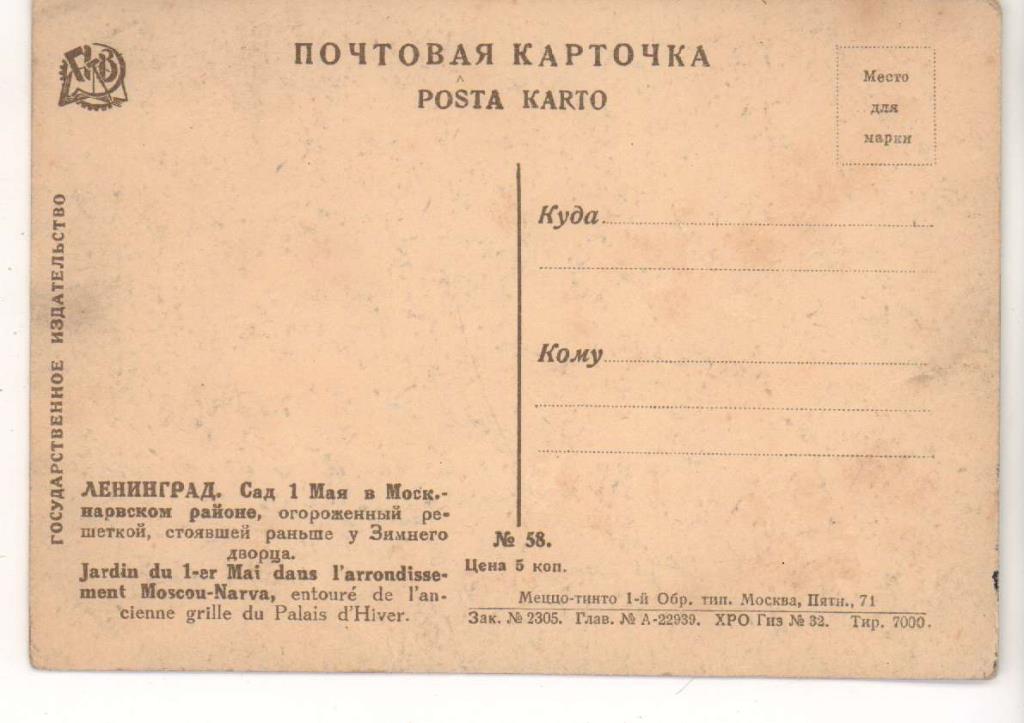 ПОЧТОВАЯ КАРТОЧКА
POŜTA KARTO
Место
для
марки
ГОСУДАРСТВЕННОЕ ИЗДАТЕЛЬСТВО
Куда
Кому
ЛЕНИНГРАД. Сад 1 Мая в Моск.-
нарвском районе, огороженный ре-
шеткой, стоявшей раньше у Зимнего
дворца.
Jardin du 1-er Mai dans l'arrondisse-
ment Moscou-Narva, entouré de l'an-
cienne grille du Palais d'Hiver.
№ 58.
Цена 5 коп.
Меццо-тинто 1-й Обр. тип. Москва, Пятн., 71
Зак. № 2305. Глав. № А-22939. ХРО Гиз № 32. Тир. 7000.